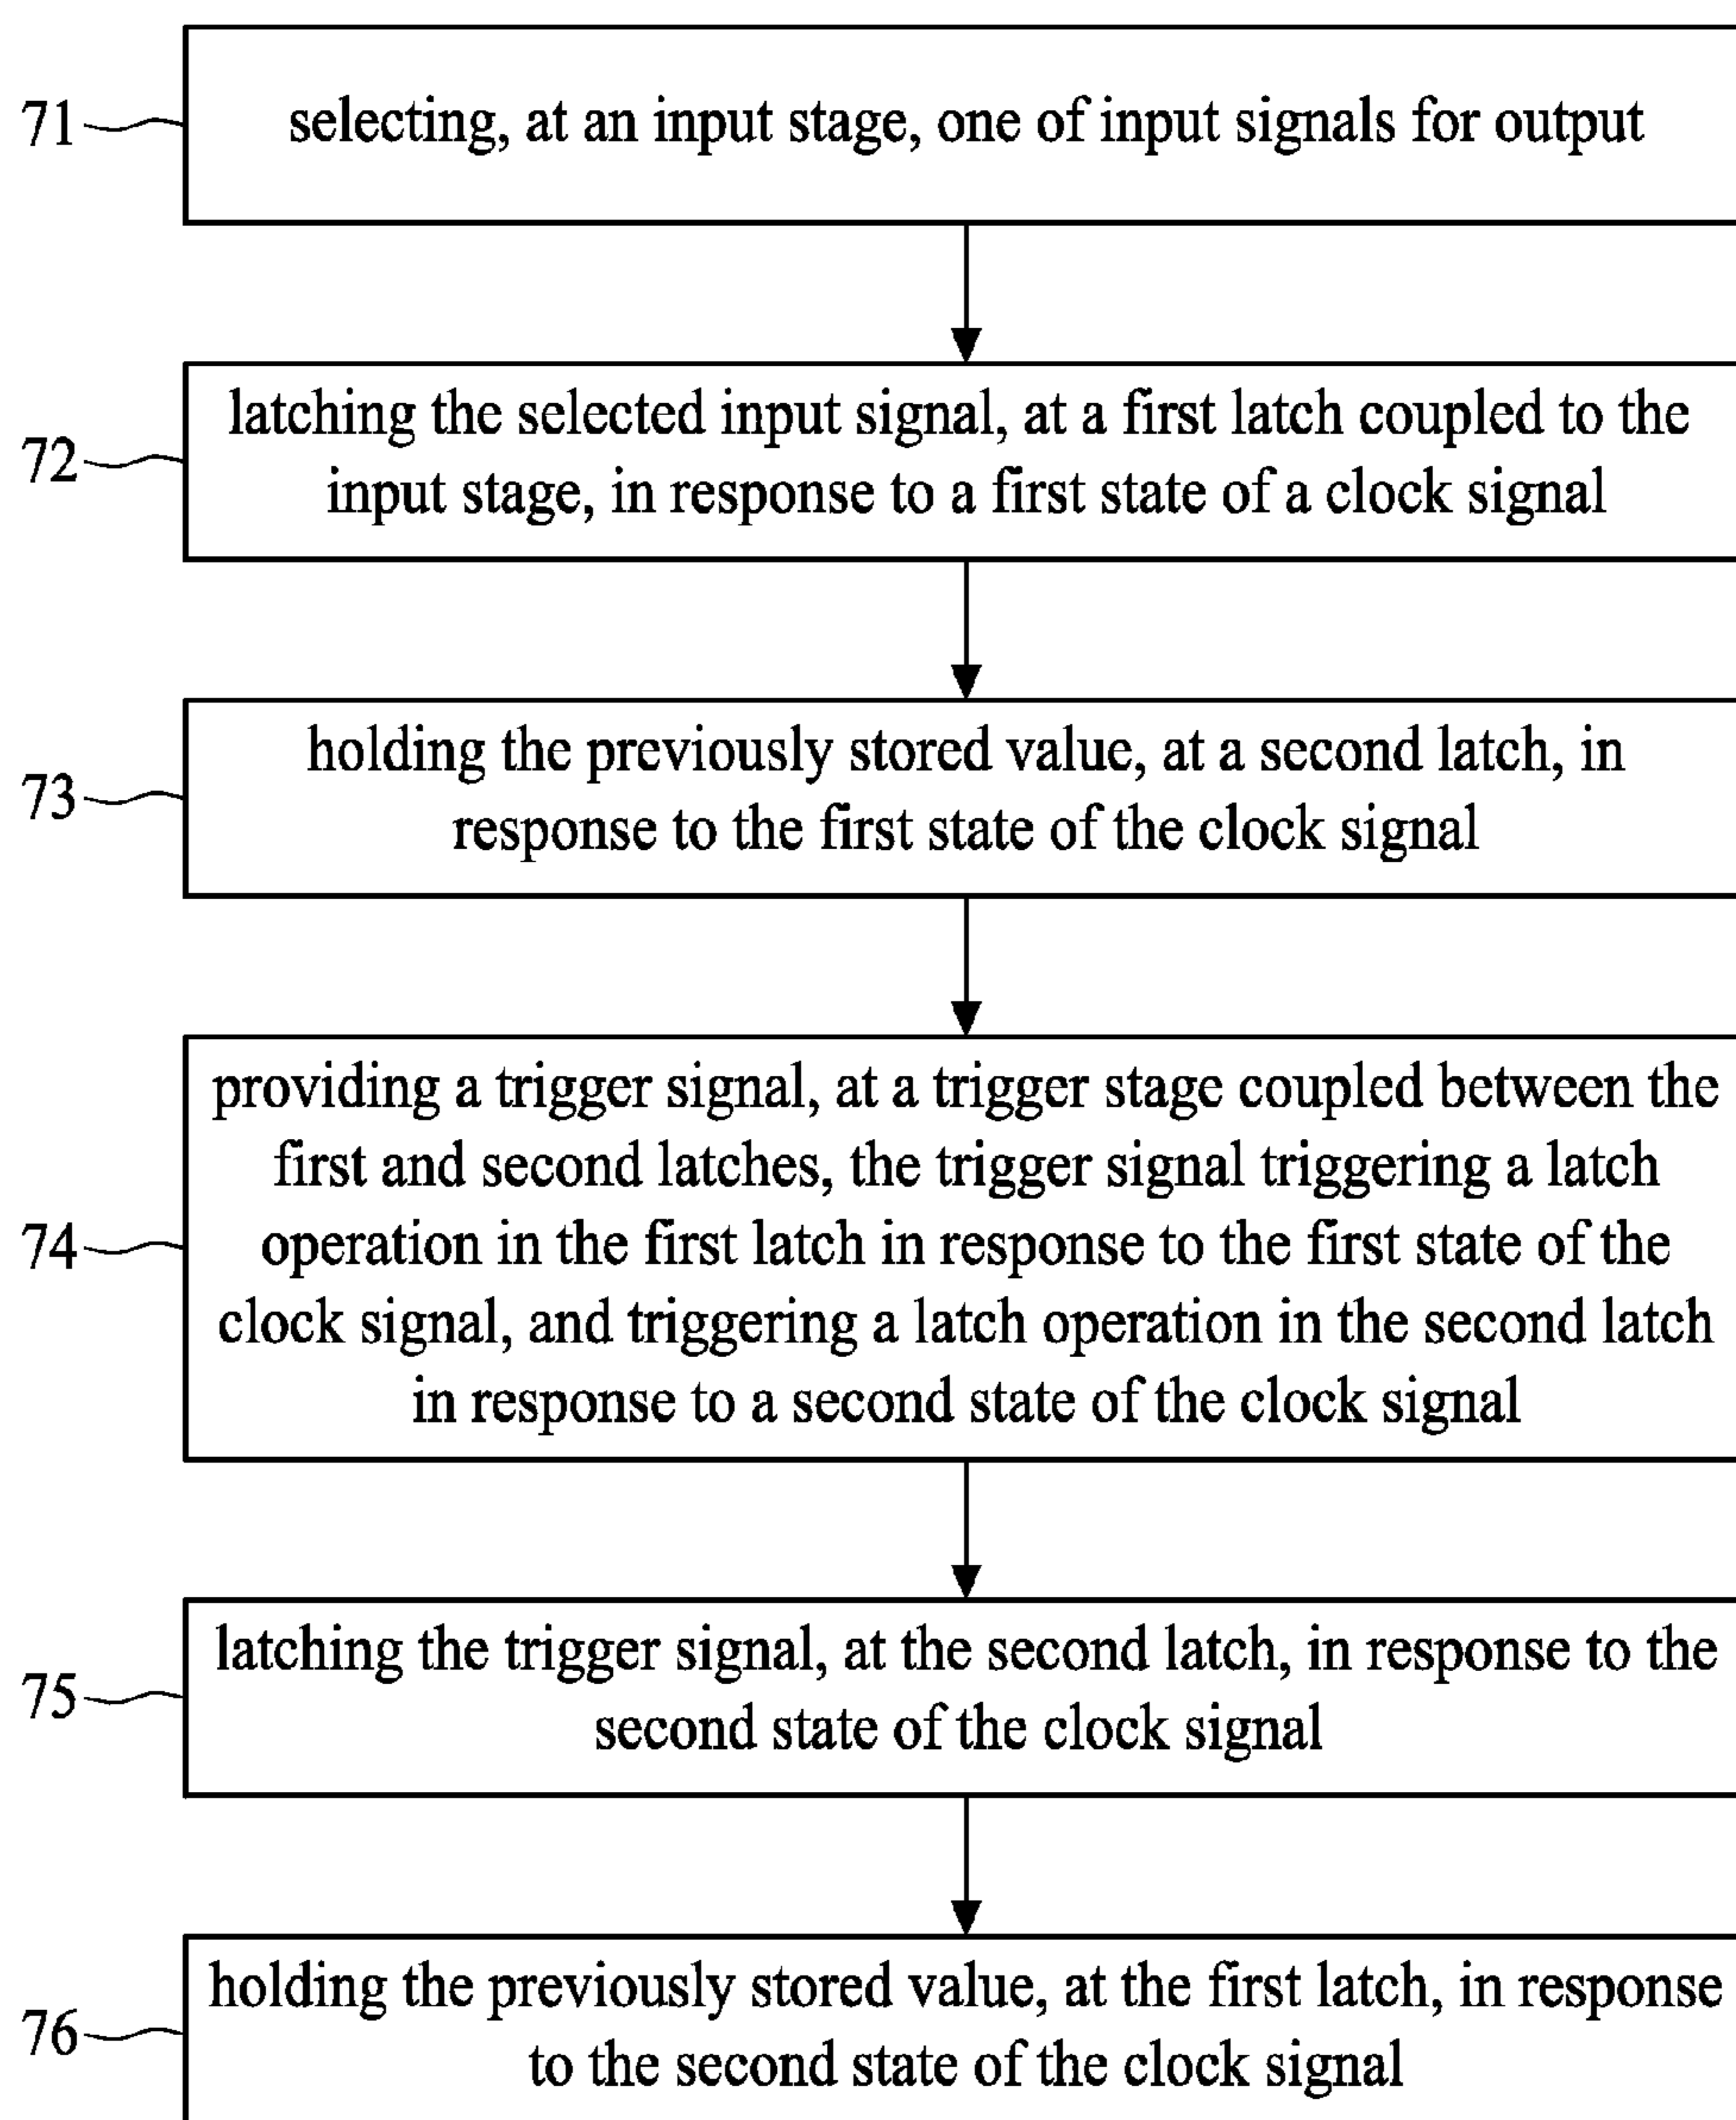 71
selecting, at an input stage, one of input signals for output
72
latching the selected input signal, at a first latch coupled to the
input stage, in response to a first state of a clock signal
73
holding the previously stored value, at a second latch, in
response to the first state of the clock signal
74
providing a trigger signal, at a trigger stage coupled between the
first and second latches, the trigger signal triggering a latch
operation in the first latch in response to the first state of the
clock signal, and triggering a latch operation in the second latch
in response to a second state of the clock signal
75
latching the trigger signal, at the second latch, in response to the
second state of the clock signal
76
holding the previously stored value, at the first latch, in response
to the second state of the clock signal